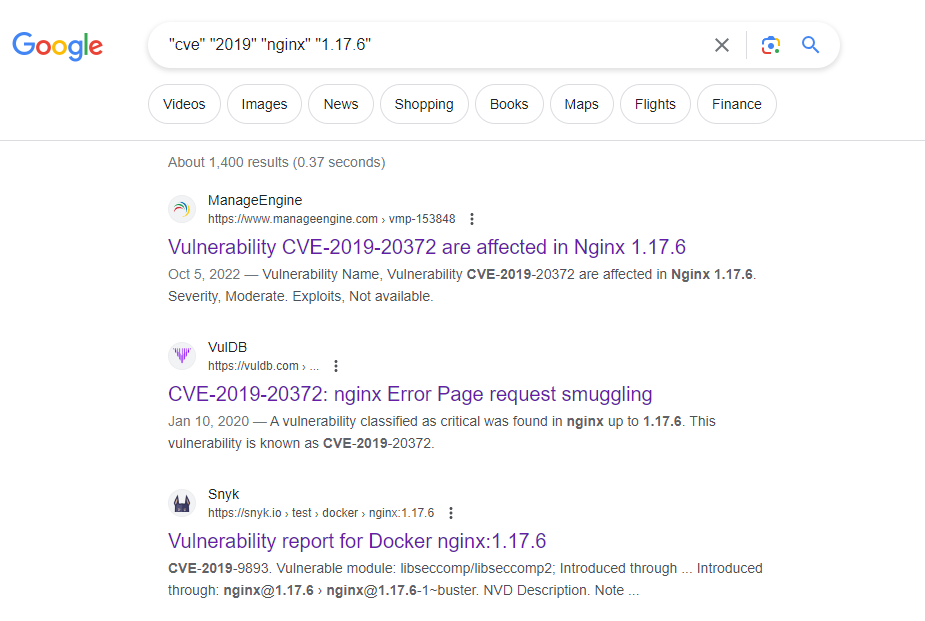 Google
"cve" "2019" "nginx" "1.17.6"
Videos Images News Shopping Books Maps Flights Finance
About 1,400 results (0.37 seconds)
ManageEngine
https://www.manageengine.com › vmp-153848
Vulnerability CVE-2019-20372 are affected in Nginx 1.17.6
Oct 5, 2022 — Vulnerability Name, Vulnerability CVE-2019-20372 are affected in Nginx 1.17.6.
Severity, Moderate. Exploits, Not available.
VulDB
https://vuldb.com › ...
CVE-2019-20372: nginx Error Page request smuggling
Jan 10, 2020 — A vulnerability classified as critical was found in nginx up to 1.17.6. This
vulnerability is known as CVE-2019-20372.
Snyk
https://snyk.io › test › docker › nginx:1.17.6
Vulnerability report for Docker nginx:1.17.6
CVE-2019-9893. Vulnerable module: libseccomp/libseccomp2; Introduced through ... Introduced
through: nginx@1.17.6 › nginx@1.17.6-1~buster. NVD Description. Note ...